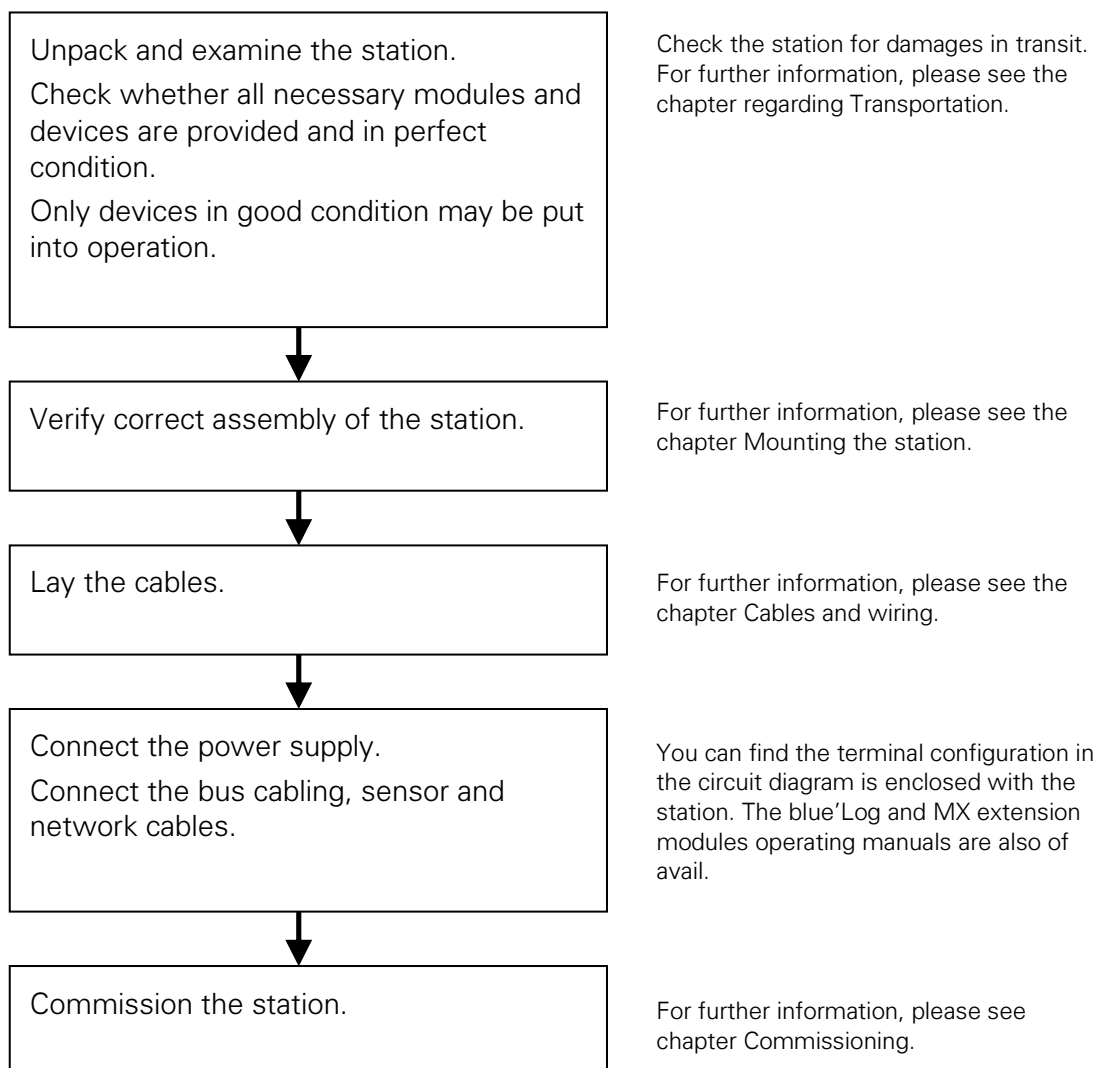 Unpack and examine the station.
Check whether all necessary modules and
devices are provided and in perfect
condition.
Only devices in good condition may be put
into operation.
Check the station for damages in transit.
For further information, please see the
chapter regarding Transportation.
Verify correct assembly of the station.
For further information, please see the
chapter Mounting the station.
Lay the cables.
For further information, please see the
chapter Cables and wiring.
Connect the power supply.
Connect the bus cabling, sensor and
network cables.
You can find the terminal configuration in
the circuit diagram is enclosed with the
station. The blue’Log and MX extension
modules operating manuals are also of
avail.
Commission the station.
For further information, please see
chapter Commissioning.